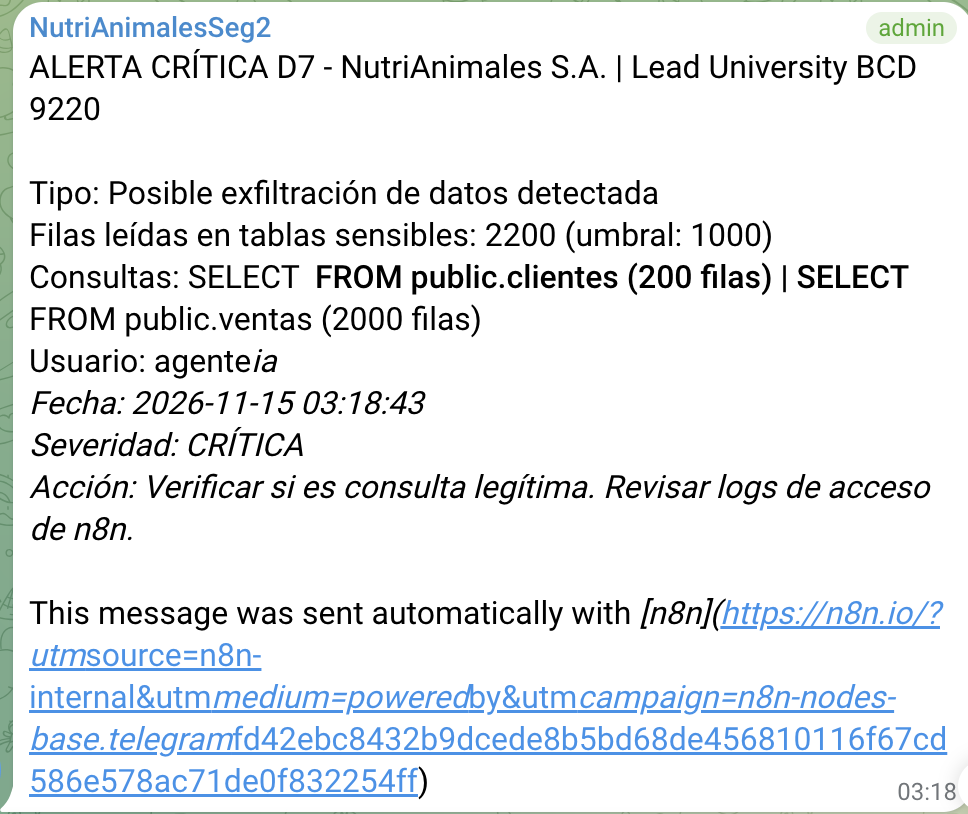 NutriAnimalesSeg2
admin
ALERTA CRÍTICA D7 - NutriAnimales S.A. | Lead University BCD
9220
Tipo: Posible exfiltración de datos detectada
Filas leídas en tablas sensibles: 2200 (umbral: 1000)
Consultas: SELECT  FROM public.clientes (200 filas) | SELECT
FROM public.ventas (2000 filas)
Usuario: agenteia
Fecha: 2026-11-15 03:18:43
Severidad: CRÍTICA
Acción: Verificar si es consulta legítima. Revisar logs de acceso
de n8n.
This message was sent automatically with [n8n](https://n8n.io/?
utmsource=n8n-
internal&utmmedium=poweredby&utmcampaign=n8n-nodes-
base.telegramfd42ebc8432b9dcede8b5bd68de456810116f67cd
586e578ac71de0f832254ff)
03:18